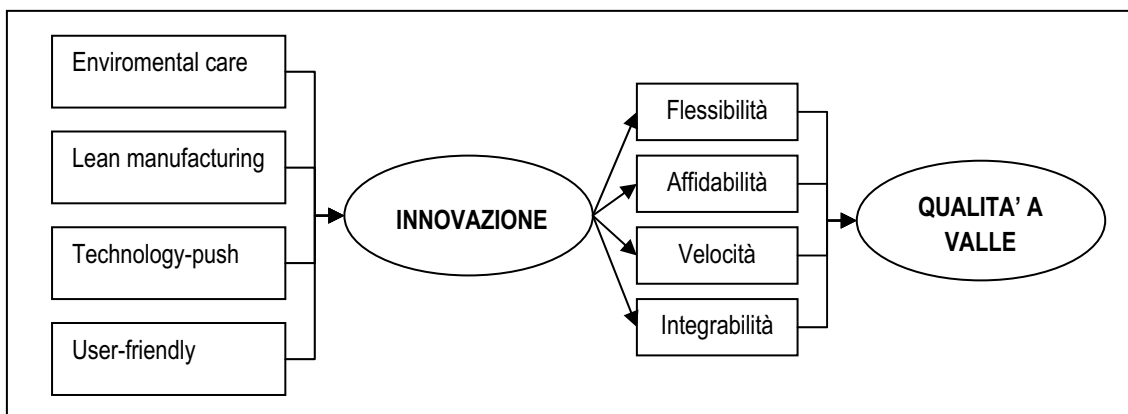 Enviromental care
Lean manufacturing
Technology-push
User-friendly
INNOVAZIONE
Flessibilità
Affidabilità
Velocità
Integrabilità
QUALITA’ A
VALLE